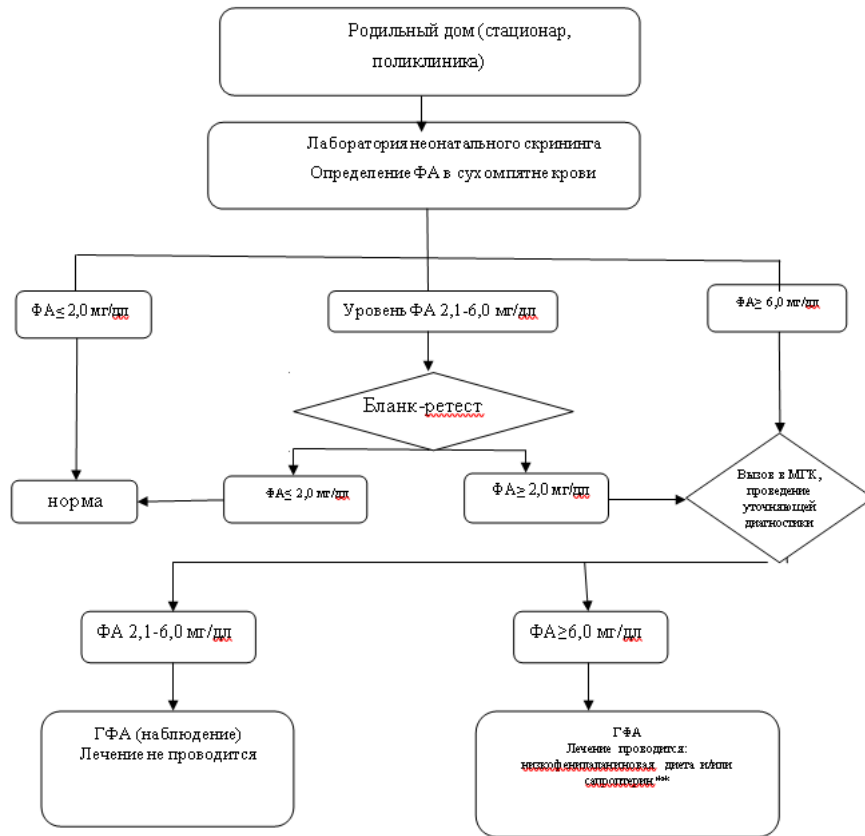 Родильный дом (стационар,
поликлиника)
Лаборатория неонатального скрининга
Определение ФА в сухом пятне крови
ФА≤ 2,0 мг/дл
Уровень ФА 2,1-6,0 мг/дл
ФА≥ 6,0 мг/дл
Бланк-ретест
норма
ФА≤ 2,0 мг/дл
ФА≥ 2,0 мг/дл
Вызов в МГК,
проведение
уточняющей
диагностики
ФА 2,1-6,0 мг/дл
ФА≥6,0 мг/дл
ГФА (наблюдение)
Лечение не проводится
ГФА
Лечение проводится:
низкофенилаланиновая диета и/или
сапроптерин***